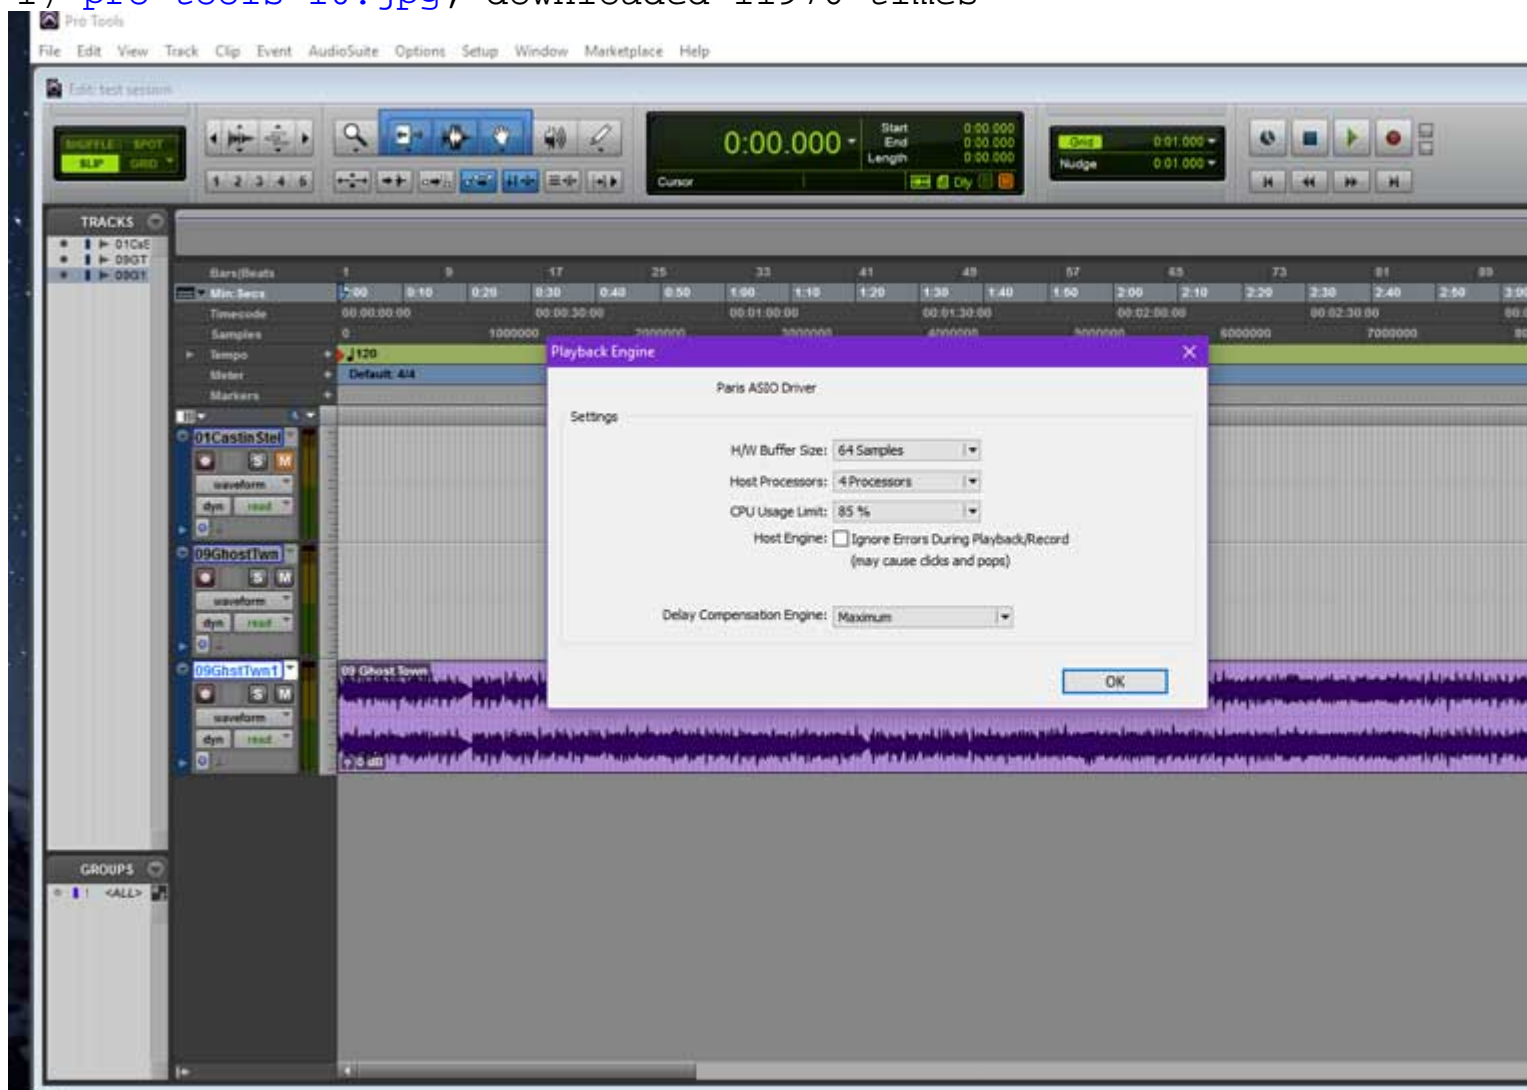 1) pro tools 10.jpg, downloaded 11970 times
Pro Tools
File Edit View Track Clip Event AudioSuite Options Setup Window Marketplace Help
Edit: test session
SHUFFLE SPOT
SLIP GRID
1 2 3 4 5
0:00.000
Start 0:00.000
End 0:00.000
Length 0:00.000
Cursor
Dly
Grid 0:01.000
Nudge 0:01.000
TRACKS
01CsS
09GT
09GT
Bars|Beats 1 9 17 25 33 41 49 57 65 73 81 89
Min:Secs 0:00 0:10 0:20 0:30 0:40 0:50 1:00 1:10 1:20 1:30 1:40 1:50 2:00 2:10 2:20 2:30 2:40 2:50 3:00
Timecode 00:00:00:00 00:00:30:00 00:01:00:00 00:01:30:00 00:02:00:00 00:02:30:00
Samples 0 1000000 2000000 3000000 4000000 5000000 6000000 7000000
Tempo 120
Meter Default: 4/4
Markers
Playback Engine
Paris ASIO Driver
Settings
H/W Buffer Size: 64 Samples
Host Processors: 4 Processors
CPU Usage Limit: 85 %
Host Engine: Ignore Errors During Playback/Record
(may cause clicks and pops)
Delay Compensation Engine: Maximum
OK
01CastinStel
S M
waveform
dyn read
09GhostTwn
S M
waveform
dyn read
09GhstTwn1
S M
waveform
dyn read
09 Ghost Town
0 dB
GROUPS
! <ALL>